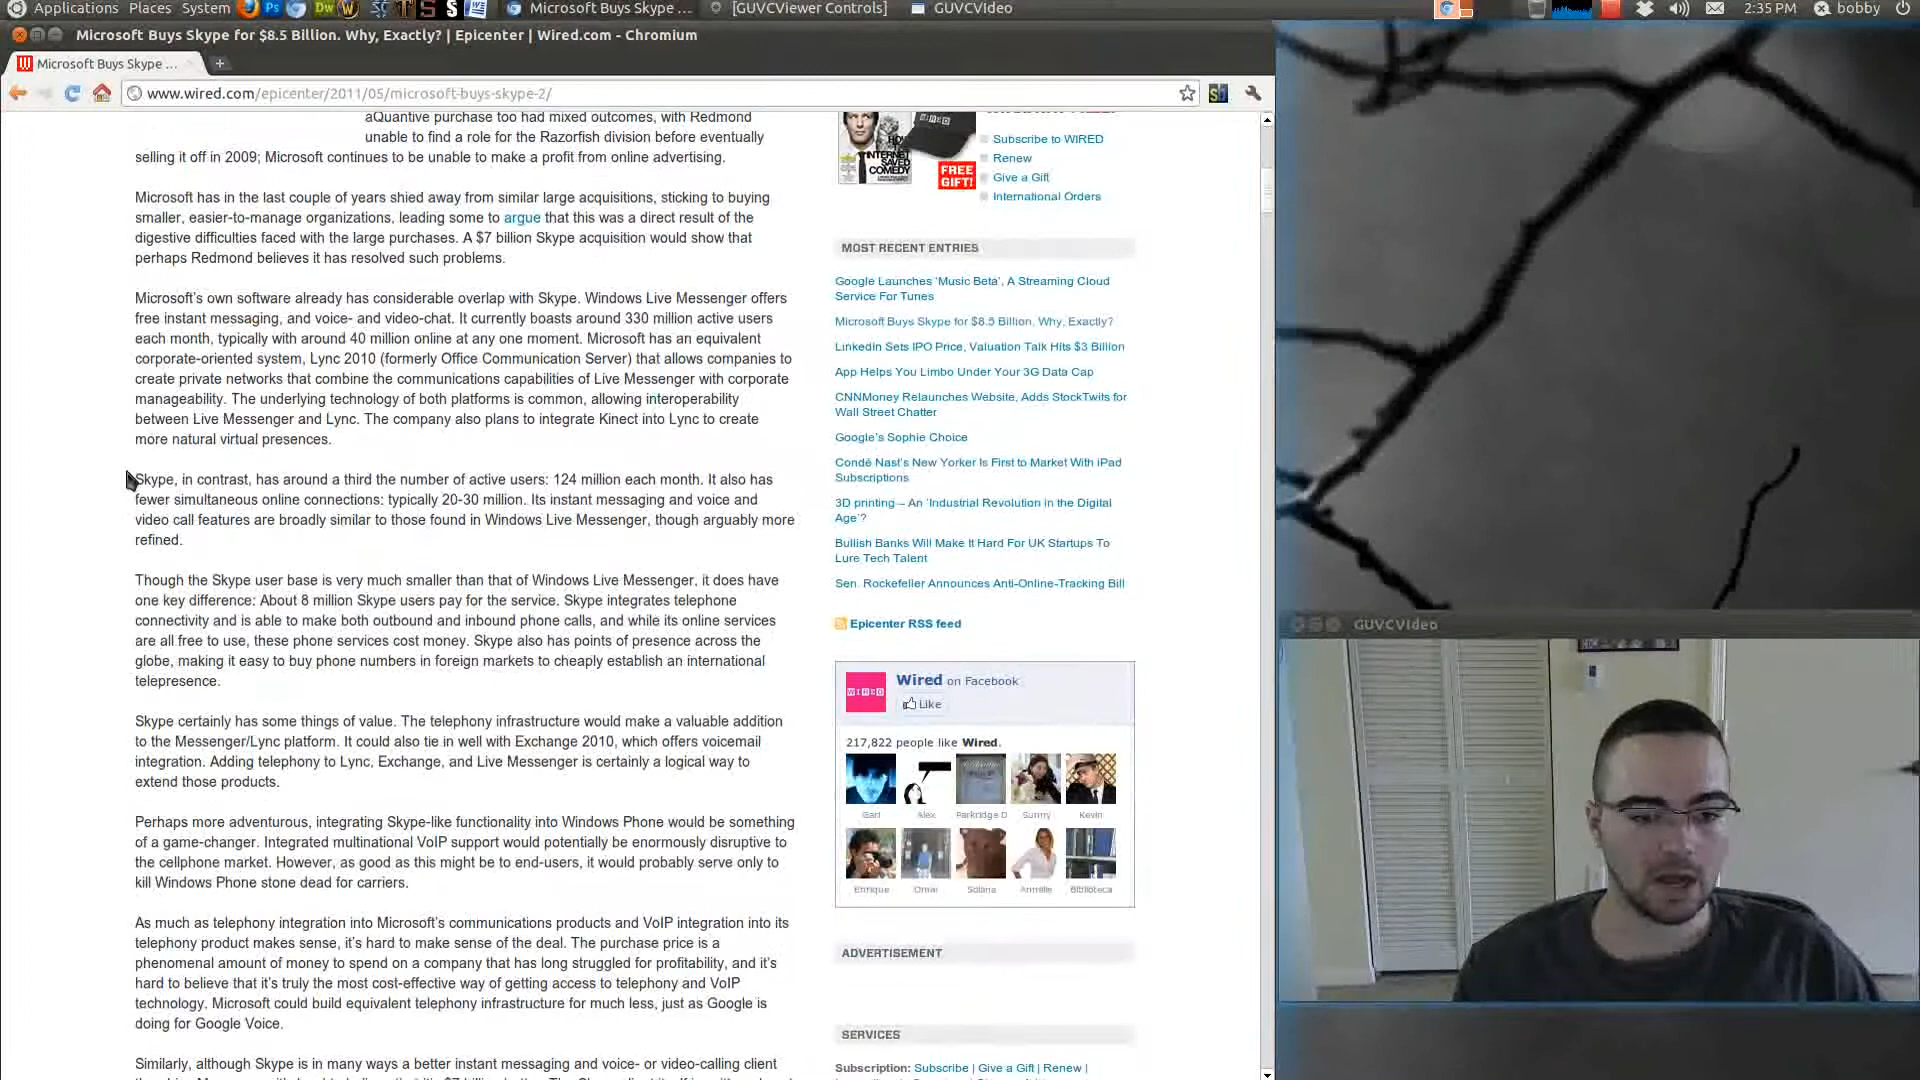 Applications Places System
Microsoft Buys Skype ...
[GUVCViewer Controls]
GUVCVIdeo
2:35 PM
bobby
Microsoft Buys Skype for $8.5 Billion. Why, Exactly? | Epicenter | Wired.com - Chromium
Microsoft Buys Skype ...
www.wired.com/epicenter/2011/05/microsoft-buys-skype-2/
aQuantive purchase too had mixed outcomes, with Redmond
unable to find a role for the Razorfish division before eventually
selling it off in 2009; Microsoft continues to be unable to make a profit from online advertising.
Microsoft has in the last couple of years shied away from similar large acquisitions, sticking to buying
smaller, easier-to-manage organizations, leading some to argue that this was a direct result of the
digestive difficulties faced with the large purchases. A $7 billion Skype acquisition would show that
perhaps Redmond believes it has resolved such problems.
Microsoft's own software already has considerable overlap with Skype. Windows Live Messenger offers
free instant messaging, and voice- and video-chat. It currently boasts around 330 million active users
each month, typically with around 40 million online at any one moment. Microsoft has an equivalent
corporate-oriented system, Lync 2010 (formerly Office Communication Server) that allows companies to
create private networks that combine the communications capabilities of Live Messenger with corporate
manageability. The underlying technology of both platforms is common, allowing interoperability
between Live Messenger and Lync. The company also plans to integrate Kinect into Lync to create
more natural virtual presences.
Skype, in contrast, has around a third the number of active users: 124 million each month. It also has
fewer simultaneous online connections: typically 20-30 million. Its instant messaging and voice and
video call features are broadly similar to those found in Windows Live Messenger, though arguably more
refined.
Though the Skype user base is very much smaller than that of Windows Live Messenger, it does have
one key difference: About 8 million Skype users pay for the service. Skype integrates telephone
connectivity and is able to make both outbound and inbound phone calls, and while its online services
are all free to use, these phone services cost money. Skype also has points of presence across the
globe, making it easy to buy phone numbers in foreign markets to cheaply establish an international
telepresence.
Skype certainly has some things of value. The telephony infrastructure would make a valuable addition
to the Messenger/Lync platform. It could also tie in well with Exchange 2010, which offers voicemail
integration. Adding telephony to Lync, Exchange, and Live Messenger is certainly a logical way to
extend those products.
Perhaps more adventurous, integrating Skype-like functionality into Windows Phone would be something
of a game-changer. Integrated multinational VoIP support would potentially be enormously disruptive to
the cellphone market. However, as good as this might be to end-users, it would probably serve only to
kill Windows Phone stone dead for carriers.
As much as telephony integration into Microsoft's communications products and VoIP integration into its
telephony product makes sense, it's hard to make sense of the deal. The purchase price is a
phenomenal amount of money to spend on a company that has long struggled for profitability, and it's
hard to believe that it's truly the most cost-effective way of getting access to telephony and VoIP
technology. Microsoft could build equivalent telephony infrastructure for much less, just as Google is
doing for Google Voice.
Similarly, although Skype is in many ways a better instant messaging and voice- or video-calling client
INTERNET
SAVED
COMEDY
WIRED
FREE
GIFT!
Subscribe to WIRED
Renew
Give a Gift
International Orders
MOST RECENT ENTRIES
Google Launches 'Music Beta', A Streaming Cloud
Service For Tunes
Microsoft Buys Skype for $8.5 Billion. Why, Exactly?
LinkedIn Sets IPO Price, Valuation Talk Hits $3 Billion
App Helps You Limbo Under Your 3G Data Cap
CNNMoney Relaunches Website, Adds StockTwits for
Wall Street Chatter
Google's Sophie Choice
Condé Nast's New Yorker Is First to Market With iPad
Subscriptions
3D printing – An 'Industrial Revolution in the Digital
Age'?
Bullish Banks Will Make It Hard For UK Startups To
Lure Tech Talent
Sen. Rockefeller Announces Anti-Online-Tracking Bill
Epicenter RSS feed
WIRED
Wired on Facebook
Like
217,822 people like Wired.
Gari Alex Parkridge D Sunny Kevin
Enrique Omar Solana Annelie Biblioteca
ADVERTISEMENT
SERVICES
Subscription: Subscribe | Give a Gift | Renew |
GUVCVIdeo